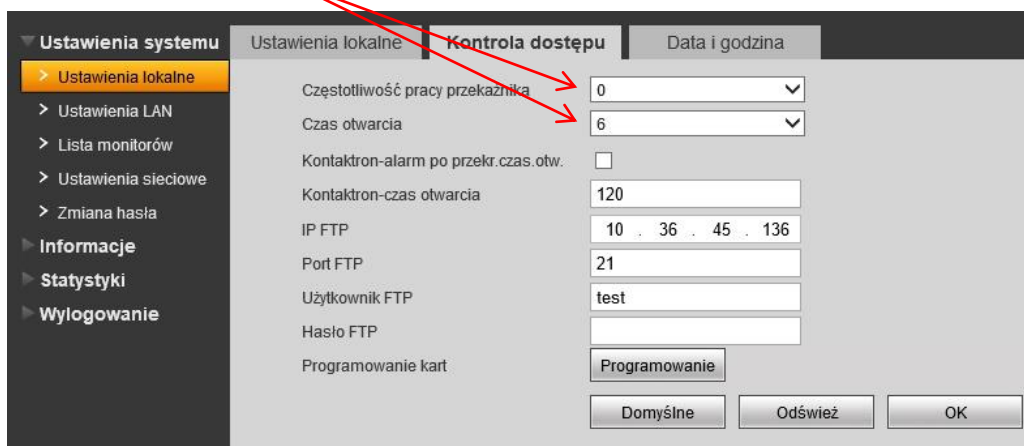 Ustawienia systemu
Ustawienia lokalne
Ustawienia LAN
Lista monitorów
Ustawienia sieciowe
Zmiana hasła
Informacje
Statystyki
Wylogowanie
Ustawienia lokalne Kontrola dostępu Data i godzina
Częstotliwość pracy przekaźnika 0
Czas otwarcia 6
Kontaktron-alarm po przekr.czas.otw.
Kontaktron-czas otwarcia 120
IP FTP 10 . 36 . 45 . 136
Port FTP 21
Użytkownik FTP test
Hasło FTP
Programowanie kart Programowanie
Domyślne Odśwież OK